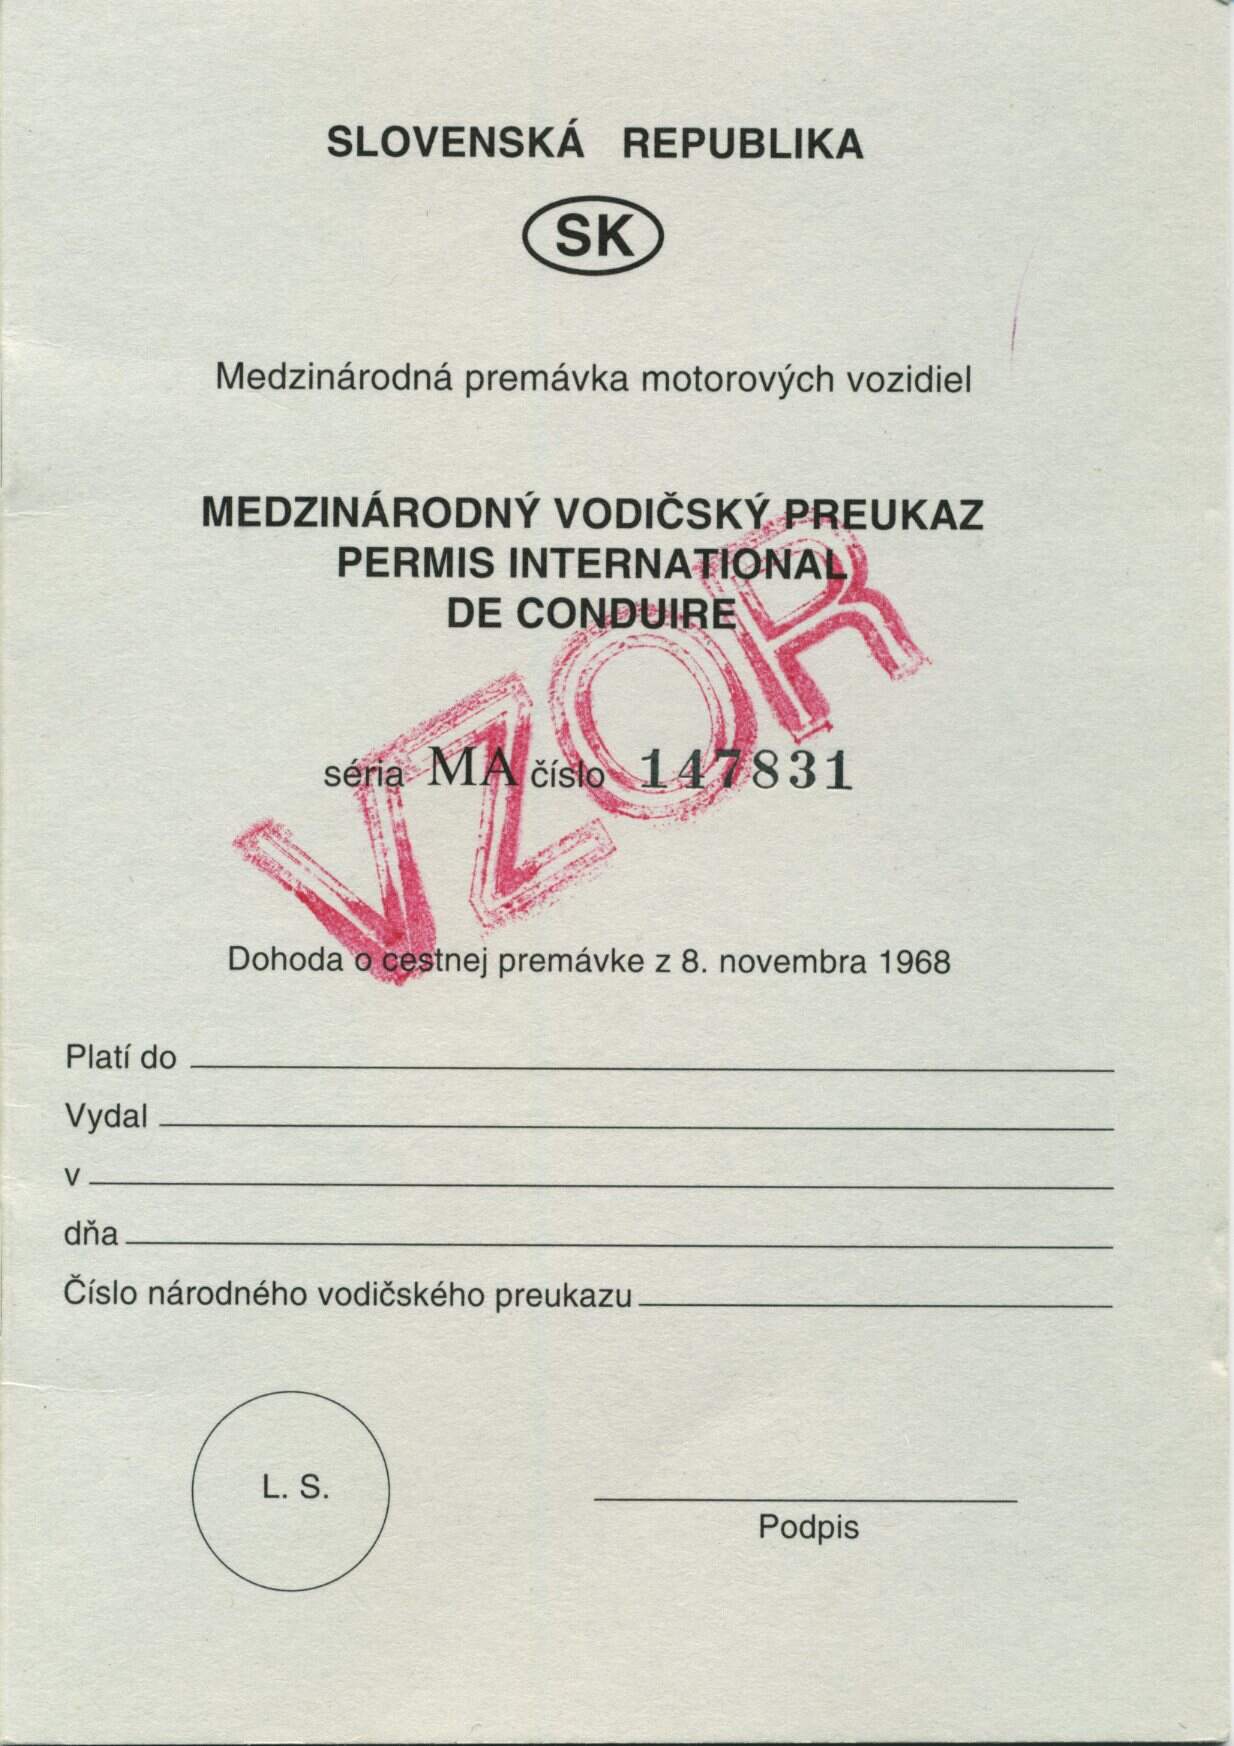 SLOVENSKÁ REPUBLIKA
SK
Medzinárodná premávka motorových vozidiel
MEDZINÁRODNÝ VODIČSKÝ PREUKAZ
PERMIS INTERNATIONAL
DE CONDUIRE
VZOR
séria MA číslo 147831
Dohoda o cestnej premávke z 8. novembra 1968
Platí do
Vydal
v
dňa
Číslo národného vodičského preukazu
L. S.
Podpis